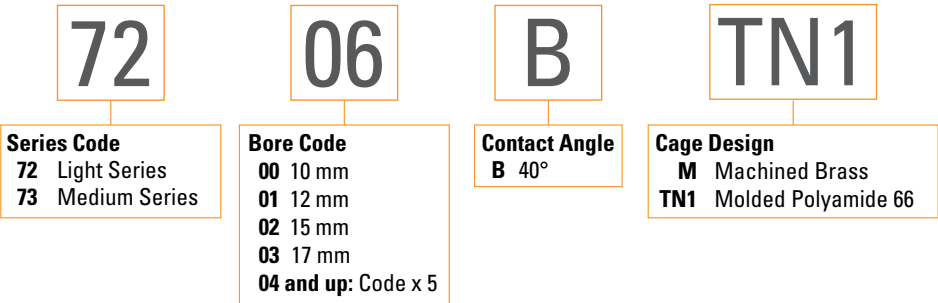 72
06
B
TN1
Series Code
72 Light Series
73 Medium Series
Bore Code
00 10 mm
01 12 mm
02 15 mm
03 17 mm
04 and up: Code x 5
Contact Angle
B 40°
Cage Design
M Machined Brass
TN1 Molded Polyamide 66